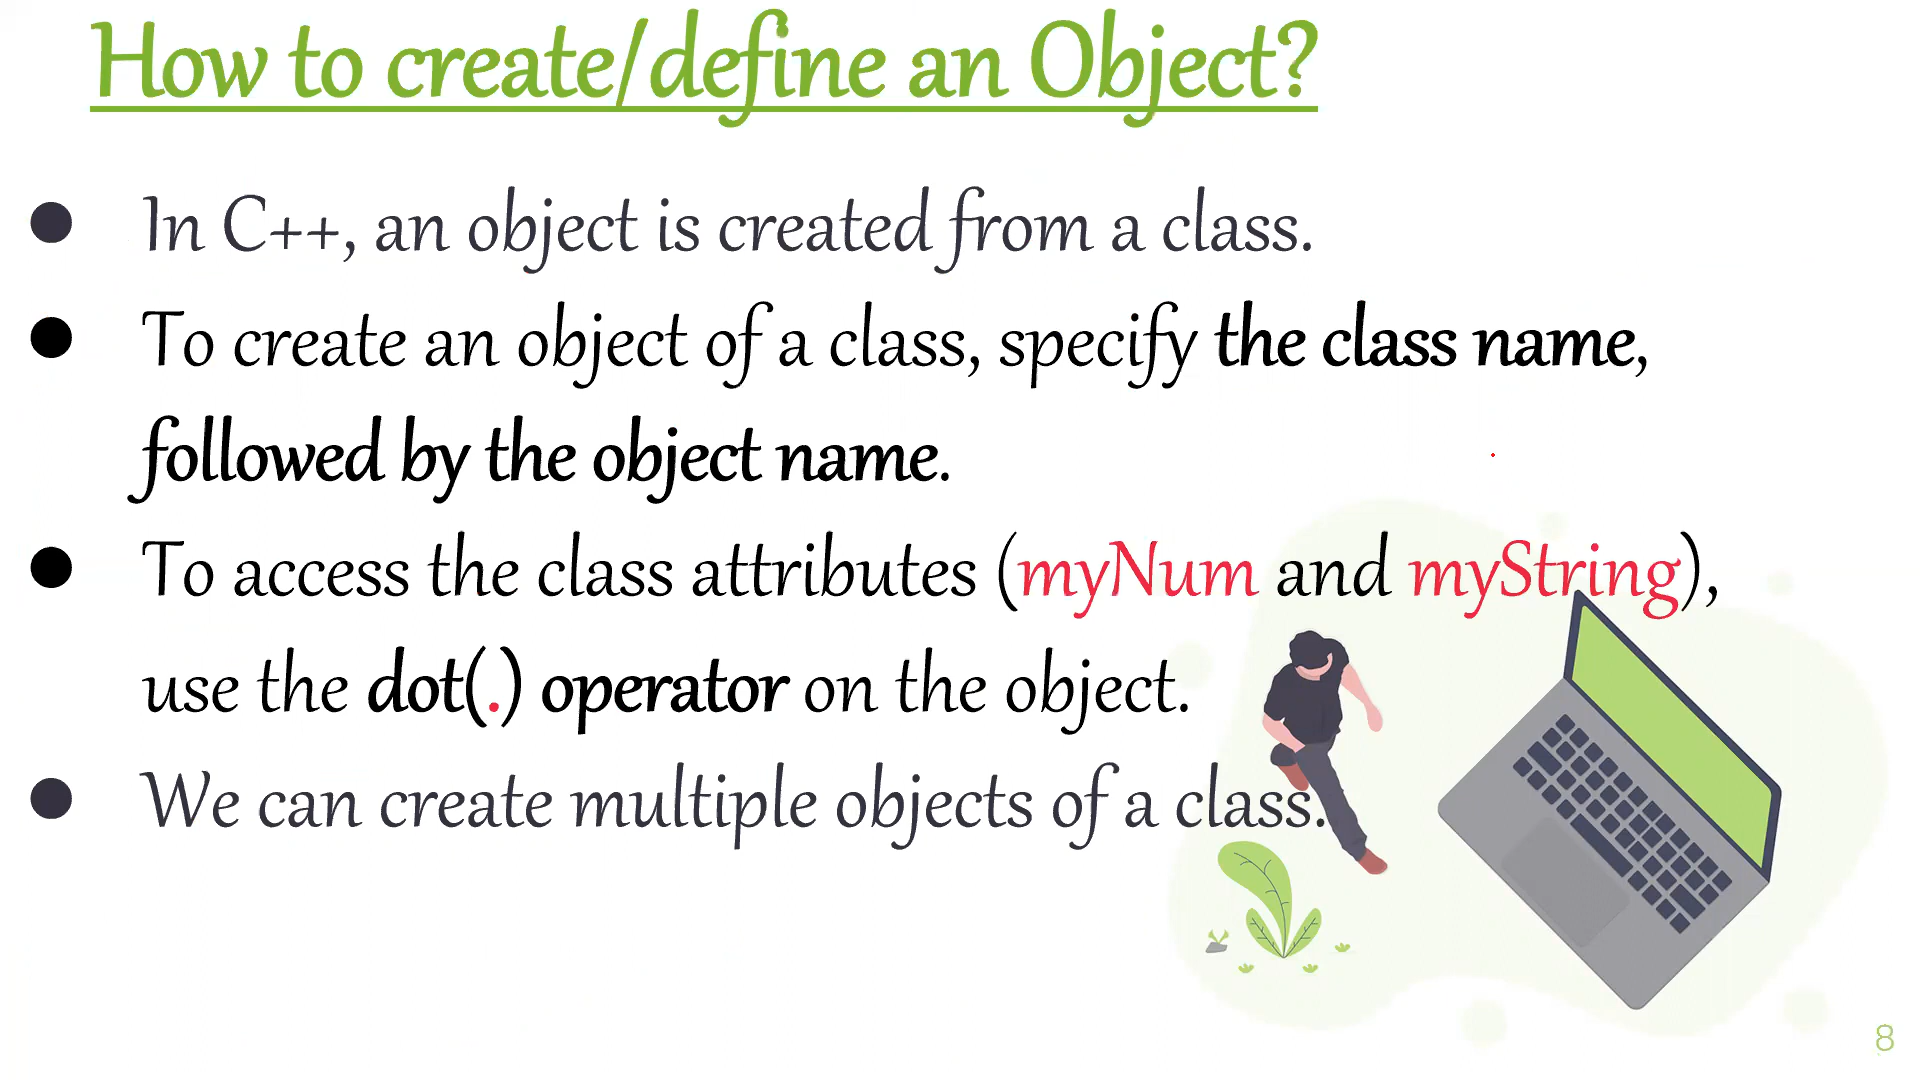 How to create/define an Object?
● In C++, an object is created from a class.
● To create an object of a class, specify the class name,
followed by the object name.
● To access the class attributes (myNum and myString),
use the dot(.) operator on the object.
● We can create multiple objects of a class.
8